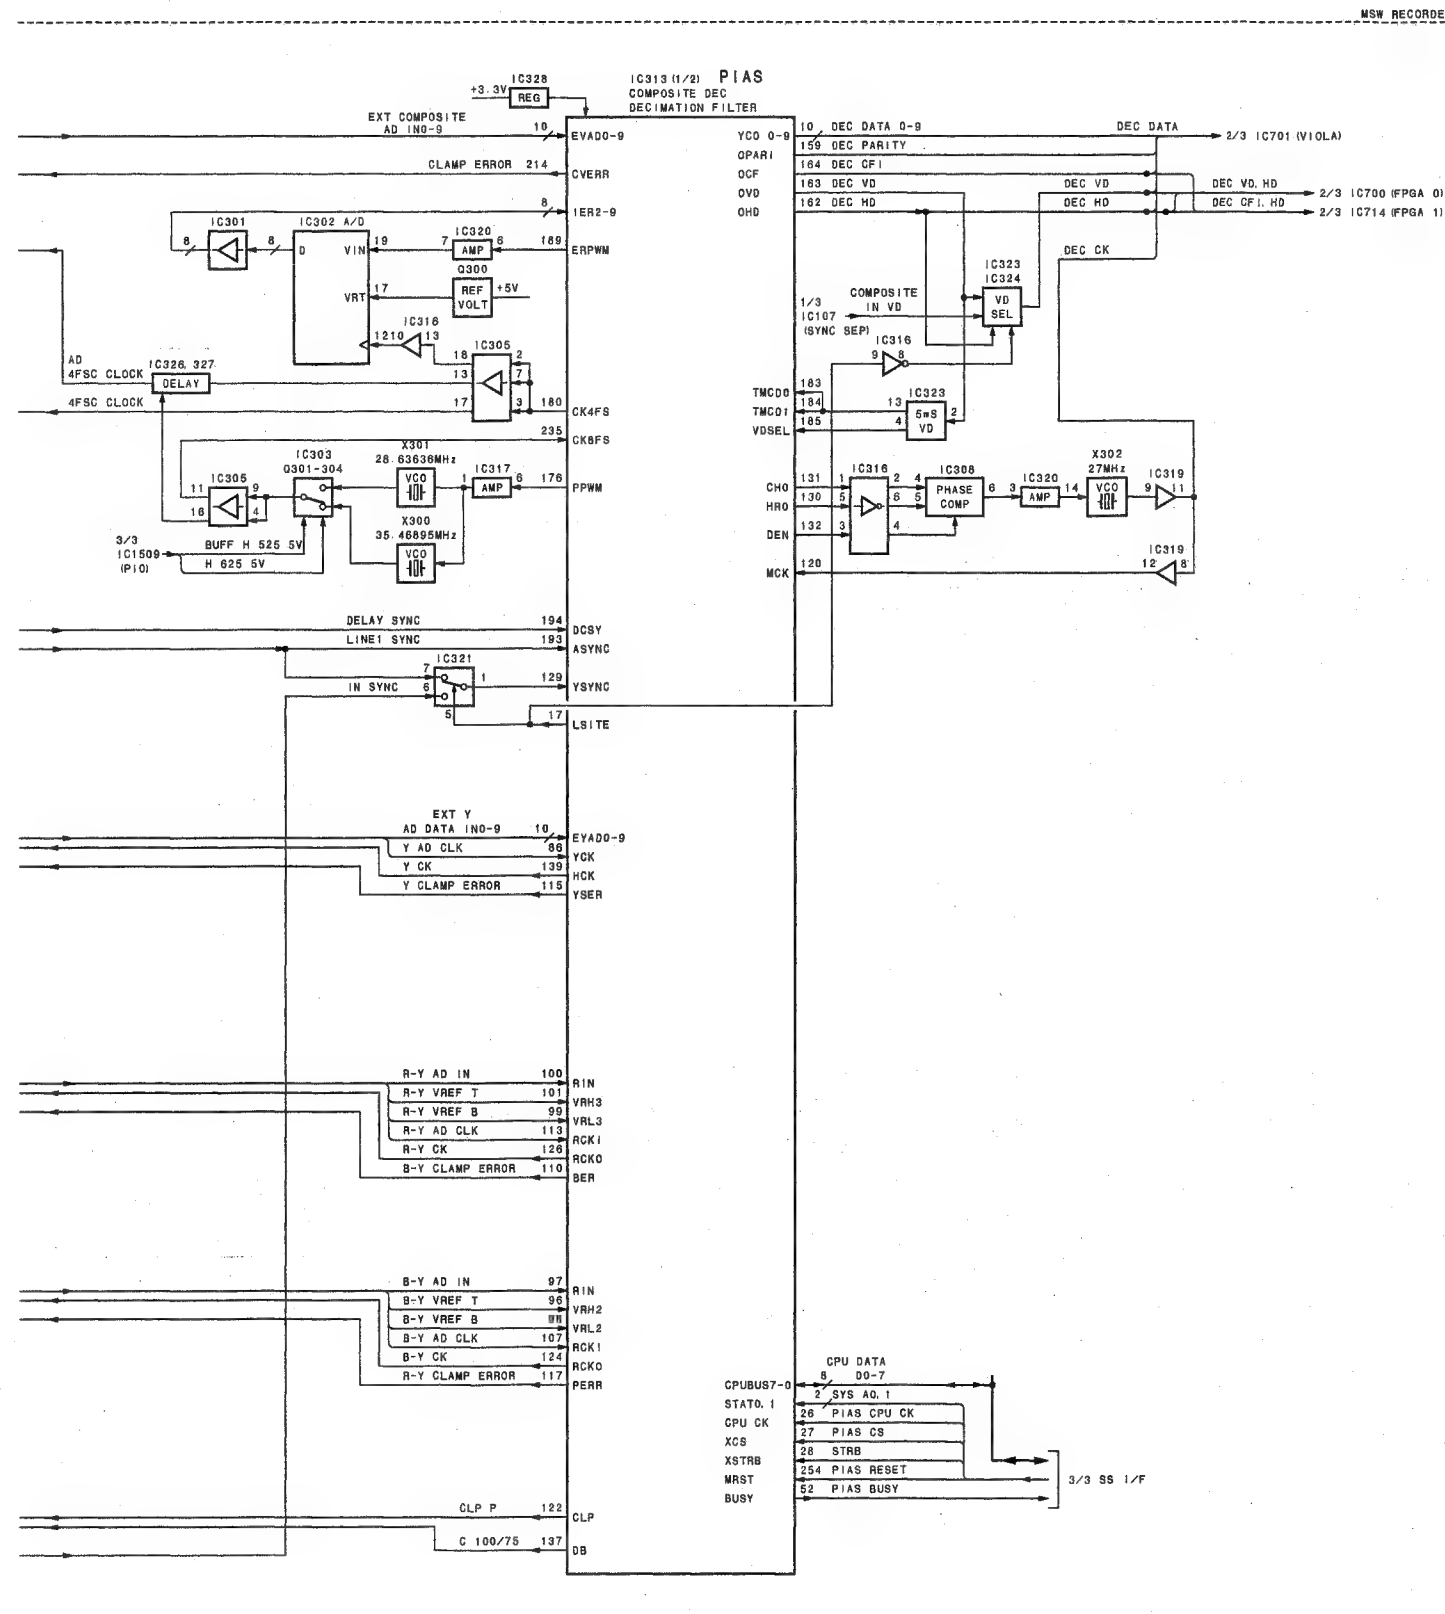 MSW RECORDE
IC328
+3.3V
REG
IC313(1/2) PIAS
COMPOSITE DEC
DECIMATION FILTER
EXT COMPOSITE
AD IN0-9
10
EVAD0-9
CLAMP ERROR 214
CVERR
8
1ER2-9
IC301
8
8
IC302 A/D
D
VIN
19
7
IC320
AMP
6
189
ERPWM
Q300
REF
VOLT
+5V
VRT
17
IC316
1210
13
IC305
18
13
17
2
7
3
180
CK4FS
AD
4FSC CLOCK
IC326, 327
DELAY
4FSC CLOCK
235
CK8FS
X301
28.63636MHz
VCO
IC317
1
AMP
6
176
PPWM
IC303
Q301-304
IC305
11
16
9
4
X300
35.46895MHz
VCO
3/3
IC1509
(PIO)
BUFF H 525 5V
H 625 5V
DELAY SYNC
194
DCSY
LINE1 SYNC
193
ASYNC
IC321
7
6
1
5
IN SYNC
129
YSYNC
17
LSITE
EXT Y
AD DATA IN0-9
10
EYAD0-9
Y AD CLK
86
YCK
Y CK
139
HCK
Y CLAMP ERROR
115
YSER
R-Y AD IN
100
RIN
R-Y VREF T
101
VRH3
R-Y VREF B
99
VRL3
R-Y AD CLK
113
RCKI
R-Y CK
126
RCKO
B-Y CLAMP ERROR
110
BER
B-Y AD IN
97
RIN
B-Y VREF T
96
VRH2
B-Y VREF B
VRL2
B-Y AD CLK
107
RCKI
B-Y CK
124
RCKO
R-Y CLAMP ERROR
117
PERR
CLP P
122
CLP
C 100/75
137
DB
YCO 0-9
10
DEC DATA 0-9
DEC DATA
2/3 IC701(VIOLA)
OPARI
159 DEC PARITY
OCF
164 DEC CFI
OVD
163 DEC VD
DEC VD
DEC VD, HD
2/3 IC700(FPGA 0)
OHD
162 DEC HD
DEC HD
DEC CFI, HD
2/3 IC714(FPGA 1)
DEC CK
IC323
IC324
VD
SEL
COMPOSITE
IN VD
1/3
IC107
(SYNC SEP)
IC316
9
8
TMCD0
183
TMCO1
184
VDSEL
185
13
4
IC323
5mS
VD
2
CHO
131
HRO
130
DEN
132
MCK
120
1
5
3
IC316
2
6
4
4
5
IC308
PHASE
COMP
6
3
IC320
AMP
14
X302
27MHz
VCO
9
IC319
11
IC319
12
8
CPU DATA
D0-7
8
CPUBUS7-0
2 SYS A0, 1
STAT0, 1
26 PIAS CPU CK
CPU CK
27 PIAS CS
XCS
28 STRB
XSTRB
254 PIAS RESET
MRST
52 PIAS BUSY
BUSY
3/3 SS I/F